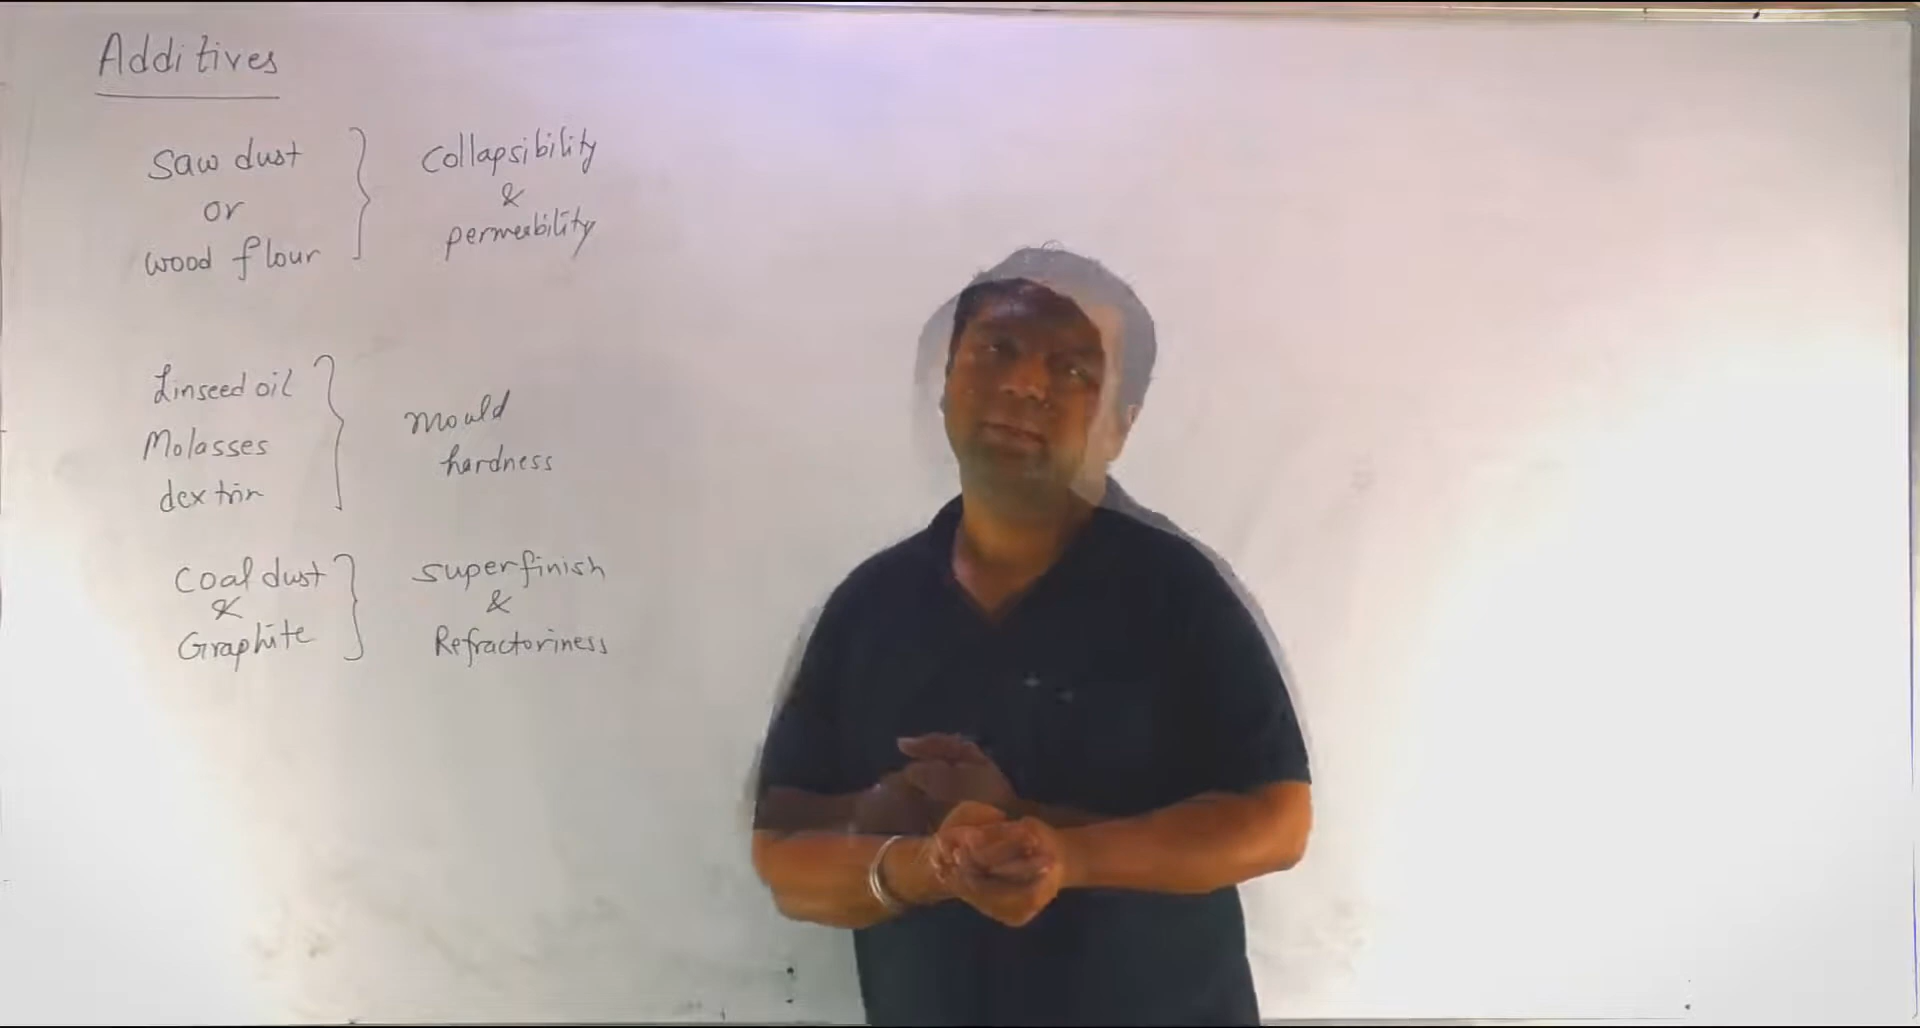 Additives
Saw dust
or
wood flour
Collapsibility
&
permeability
Linseed oil
Molasses
dextrin
Mould
hardness
Coal dust
&
Graphite
superfinish
&
Refractoriness